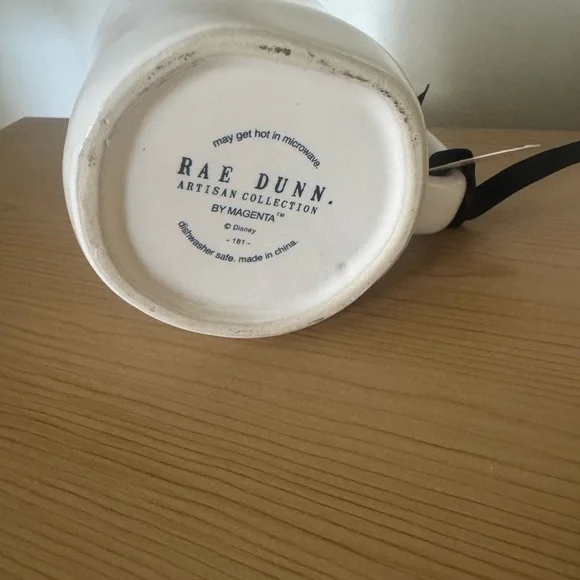 may get hot in microwave.
RAE DUNN.
ARTISAN COLLECTION
BY MAGENTA™
© Disney
- 181 -
dishwasher safe. made in china.